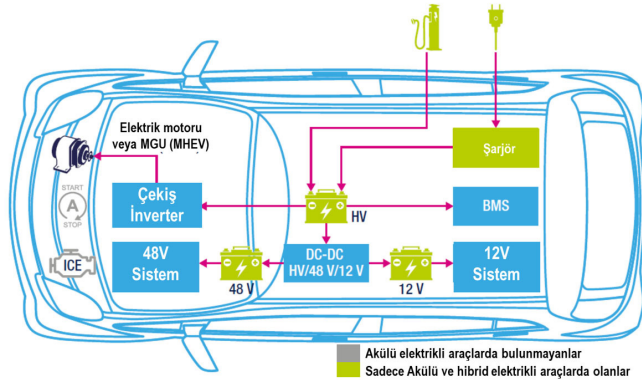 Elektrik motoru
veya MGU (MHEV)
START
A
STOP
ICE
Çekiş
İnverter
48V
Sistem
48 V
HV
DC-DC
HV/48 V/12 V
12 V
Şarjör
BMS
12V
Sistem
Akülü elektrikli araçlarda bulunmayanlar
Sadece Akülü ve hibrid elektrikli araçlarda olanlar